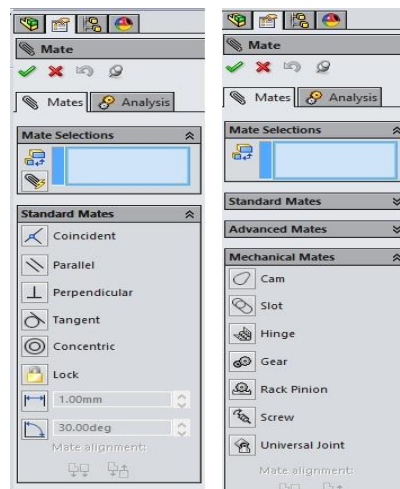 Mate
Mates
Analysis
Mate Selections
Standard Mates
Coincident
Parallel
Perpendicular
Tangent
Concentric
Lock
1.00mm
30.00deg
Mate alignment:
Mate
Mates
Analysis
Mate Selections
Standard Mates
Advanced Mates
Mechanical Mates
Cam
Slot
Hinge
Gear
Rack Pinion
Screw
Universal Joint
Mate alignment: